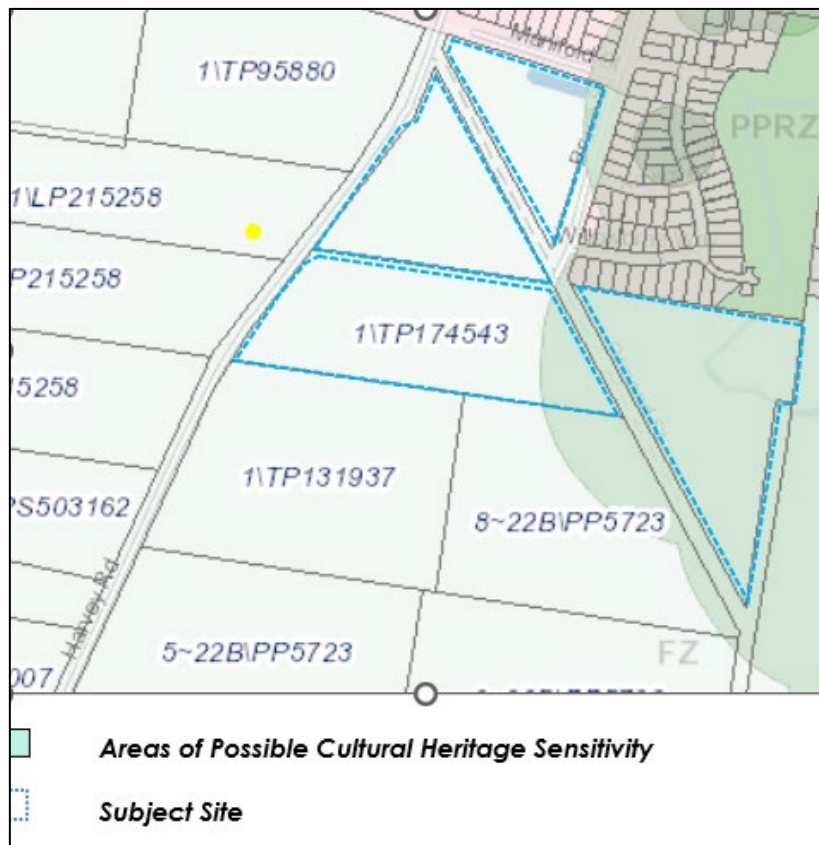 Manifold
1\TP95880
PPRZ
1\LP215258
P215258
1\TP174543
15258
1\TP131937
PS503162
8~22B\PP5723
Harvey Rd
5~22B\PP5723
FZ
007
Areas of Possible Cultural Heritage Sensitivity
Subject Site